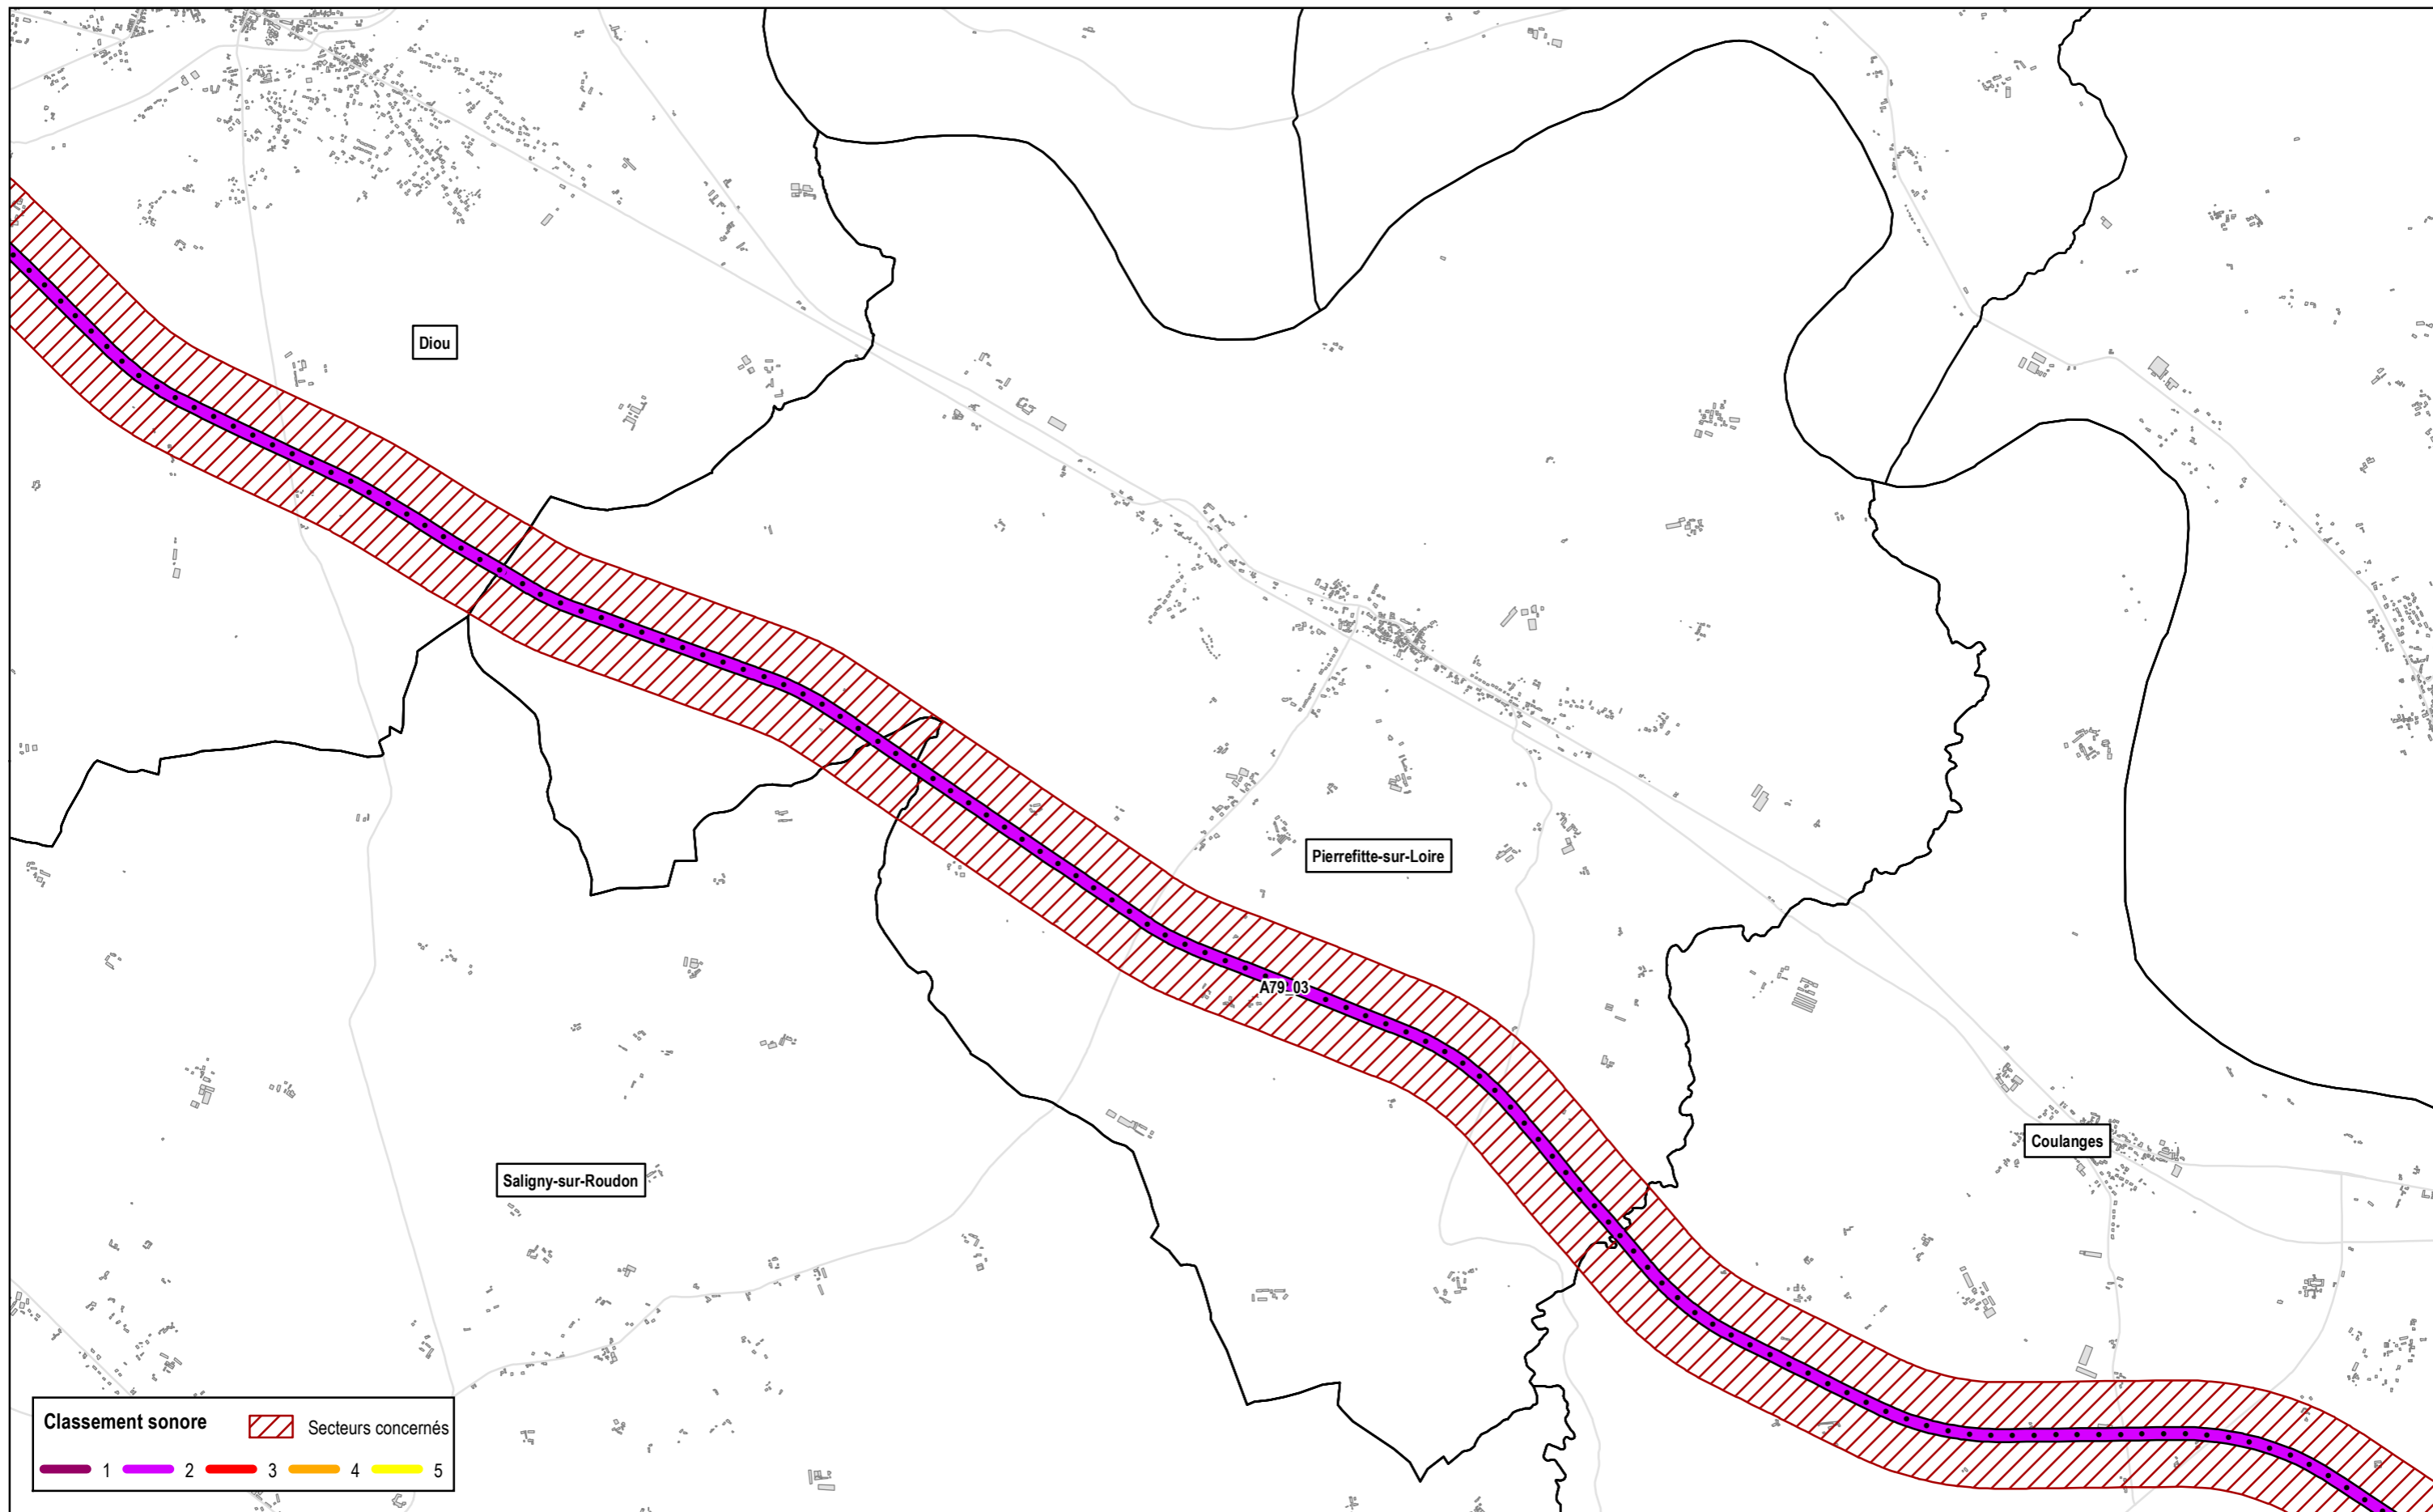 Diou
Pierrefitte-sur-Loire
A79_03
Coulanges
Saligny-sur-Roudon
Classement sonore
Secteurs concernés
1 2 3 4 5